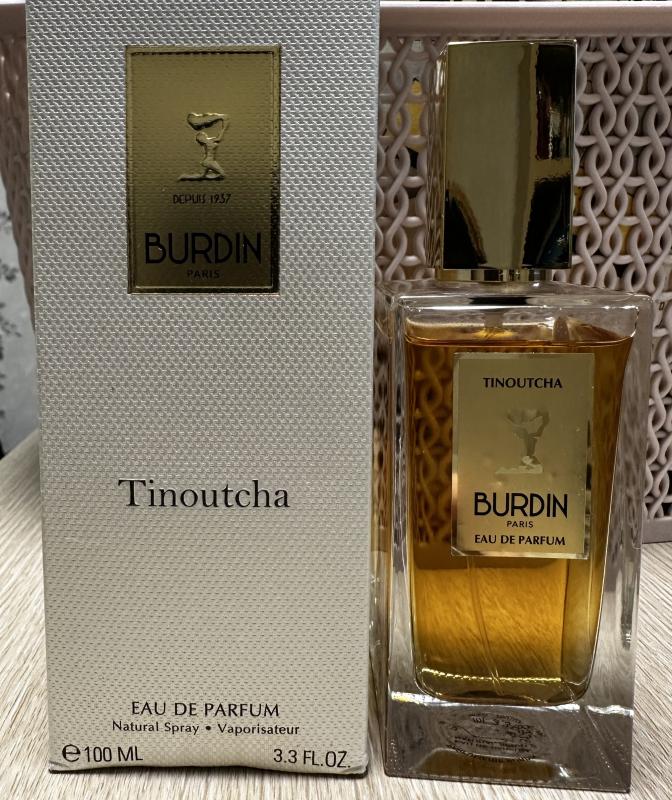 DEPUIS 1937
BURDIN
PARIS
Tinoutcha
EAU DE PARFUM
Natural Spray • Vaporisateur
℮100 ML 3.3 FL.OZ.
TINOUTCHA
BURDIN
PARIS
EAU DE PARFUM